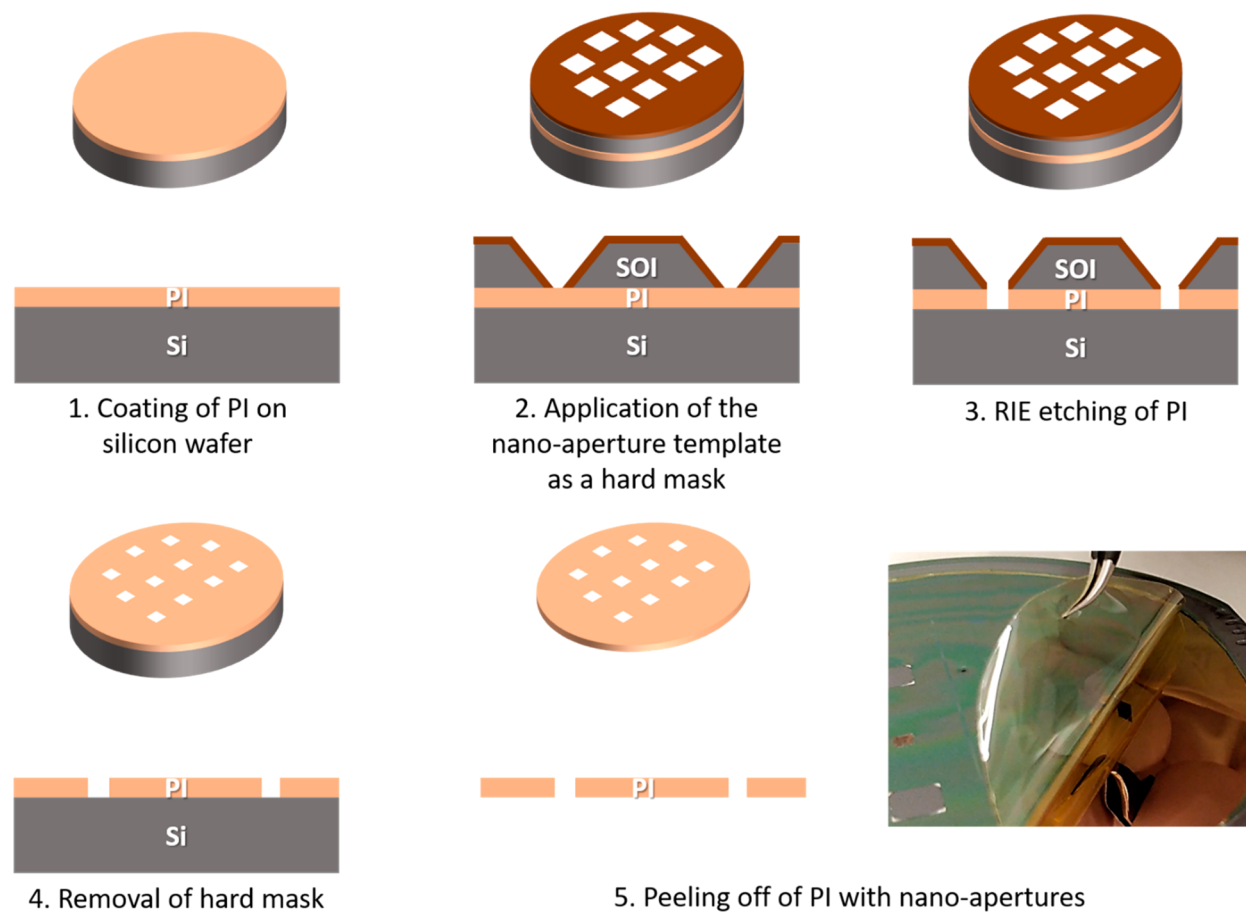 PI
Si
1. Coating of PI on
silicon wafer
SOI
PI
Si
2. Application of the
nano-aperture template
as a hard mask
SOI
PI
Si
3. RIE etching of PI
PI
Si
4. Removal of hard mask
PI
5. Peeling off of PI with nano-apertures